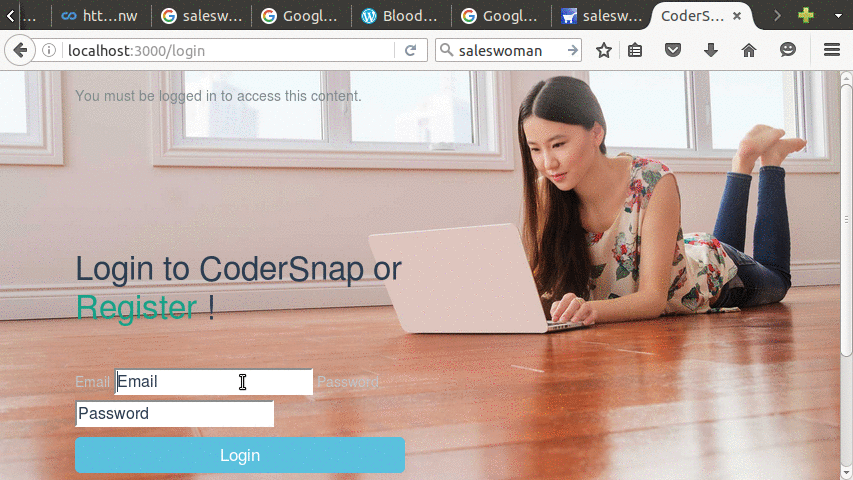 htt...nw
salesw...
Googl...
Blood...
Googl...
salesw...
CoderS...
localhost:3000/login
saleswoman
You must be logged in to access this content.
Login to CoderSnap or
Register !
Email Email Password
Password
Login